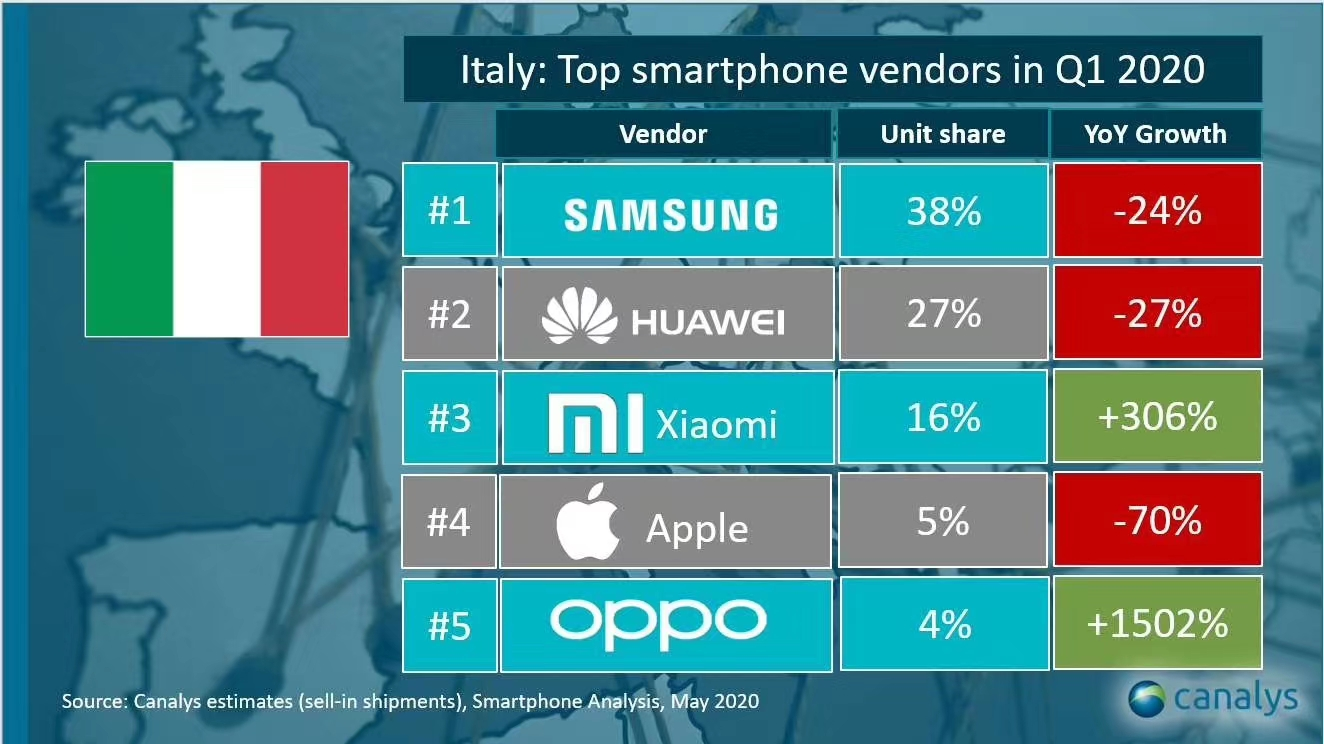 Italy: Top smartphone vendors in Q1 2020
Vendor Unit share YoY Growth
#1 SAMSUNG 38% -24%
#2 HUAWEI 27% -27%
#3 MI Xiaomi 16% +306%
#4 Apple 5% -70%
#5 oppo 4% +1502%
Source: Canalys estimates (sell-in shipments), Smartphone Analysis, May 2020
canalys